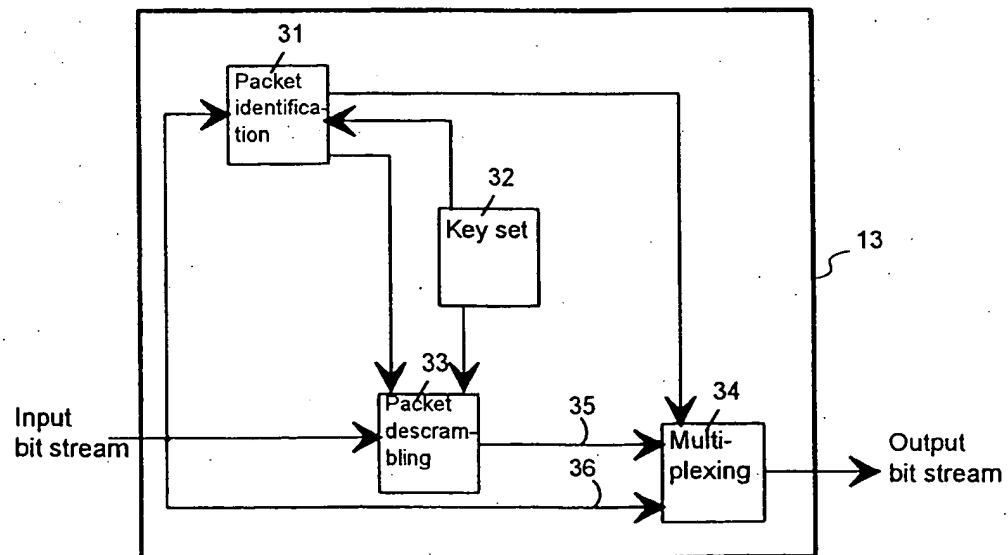 31
Packet
identifica-
tion
32
Key set
13
33
Packet
descram-
bling
Input
bit stream
35
36
34
Multi-
plexing
Output
bit stream